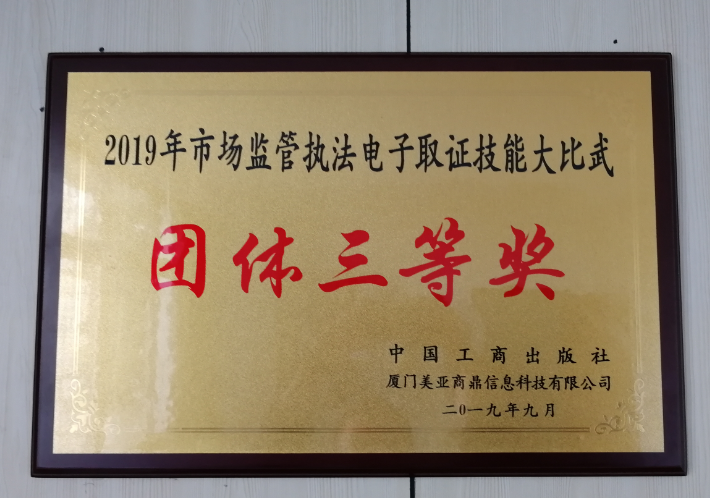 2019年市场监管执法电子取证技能大比武
团体三等奖
中国工商出版社
厦门美亚商鼎信息科技有限公司
二0一九年九月